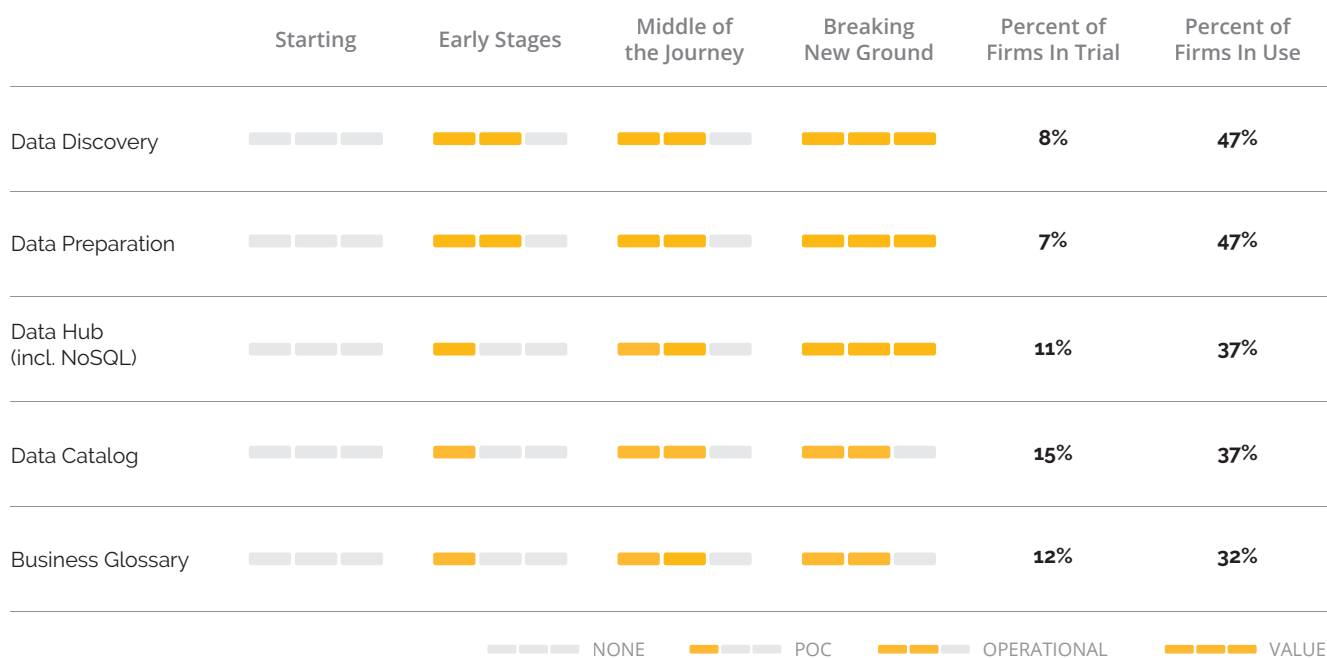 Starting
Early Stages
Middle of
the Journey
Breaking
New Ground
Percent of
Firms In Trial
Percent of
Firms In Use
Data Discovery
8%
47%
Data Preparation
7%
47%
Data Hub
(incl. NoSQL)
11%
37%
Data Catalog
15%
37%
Business Glossary
12%
32%
NONE
POC
OPERATIONAL
VALUE